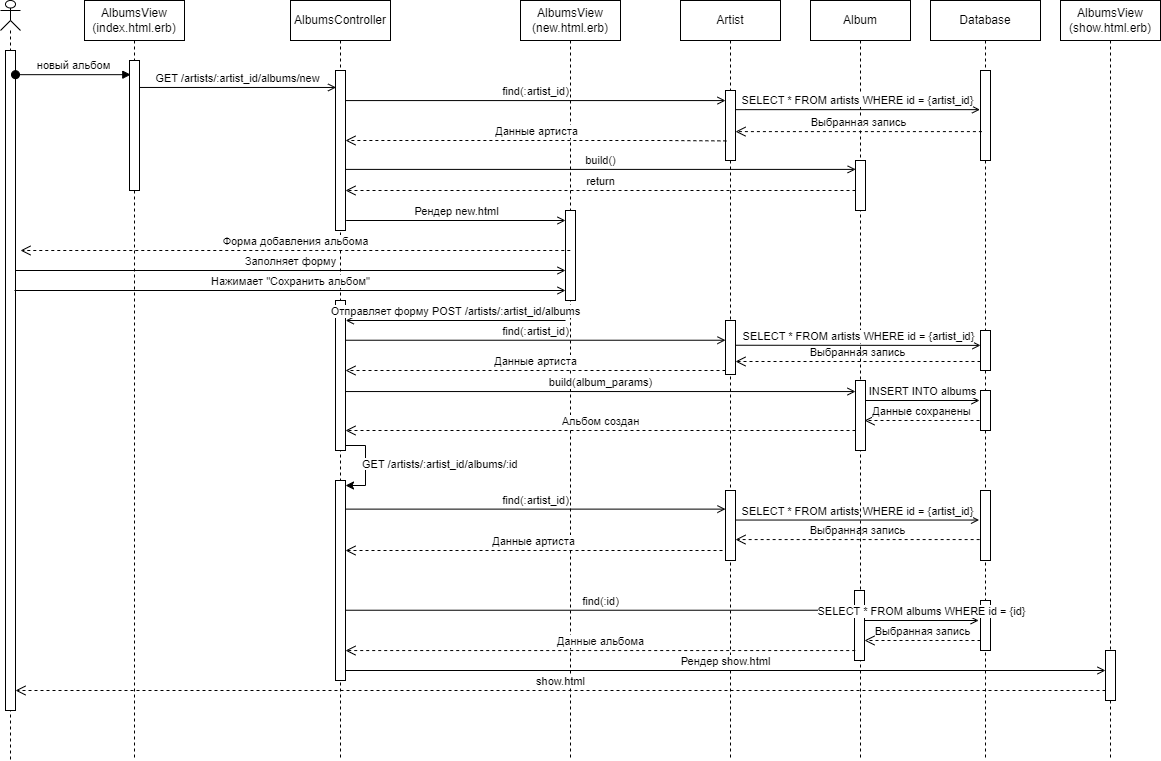 AlbumsView
(index.html.erb)
AlbumsController
AlbumsView
(new.html.erb)
Artist
Album
Database
AlbumsView
(show.html.erb)
новый альбом
GET /artists/:artist_id/albums/new
find(:artist_id)
SELECT * FROM artists WHERE id = {artist_id}
Выбранная запись
Данные артиста
build()
return
Рендер new.html
Форма добавления альбома
Заполняет форму
Нажимает "Сохранить альбом"
Отправляет форму POST /artists/:artist_id/albums
find(:artist_id)
SELECT * FROM artists WHERE id = {artist_id}
Выбранная запись
Данные артиста
build(album_params)
INSERT INTO albums
Данные сохранены
Альбом создан
GET /artists/:artist_id/albums/:id
find(:artist_id)
SELECT * FROM artists WHERE id = {artist_id}
Выбранная запись
Данные артиста
find(:id)
SELECT * FROM albums WHERE id = {id}
Выбранная запись
Данные альбома
Рендер show.html
show.html